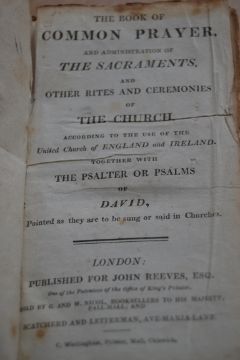 THE BOOK OF
COMMON PRAYER,
AND ADMINISTRATION OF
THE SACRAMENTS,
AND
OTHER RITES AND CEREMONIES
OF
THE CHURCH,
ACCORDING TO THE USE OF THE
United Church of ENGLAND and IRELAND.
TOGETHER WITH
THE PSALTER OR PSALMS
OF
DAVID,
Pointed as they are to be sung or said in Churches.
LONDON:
PUBLISHED FOR JOHN REEVES, ESQ.
One of the Patentees of the Office of King's Printer.
SOLD BY G. AND W. NICOL, BOOKSELLERS TO HIS MAJESTY,
PALL-MALL; AND
SCATCHERD AND LETTERMAN, AVE-MARIA-LANE.
C. Whittingham, Printer,